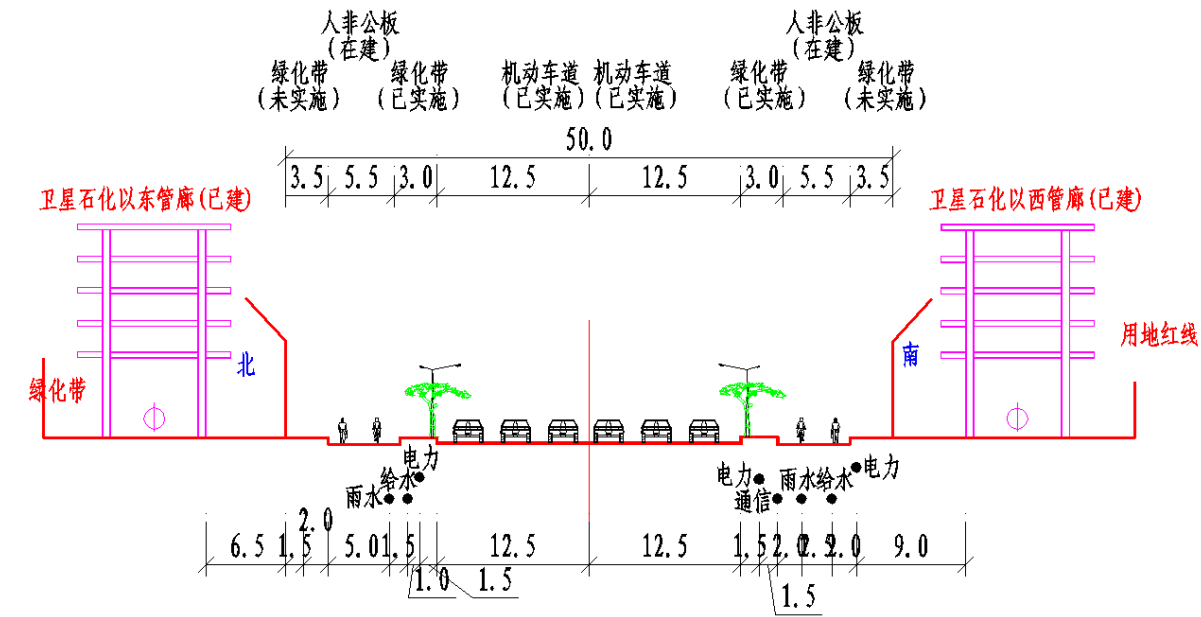 人非公板
(在建)
人非公板
(在建)
绿化带
(未实施)
绿化带
(已实施)
机动车道
(已实施)
机动车道
(已实施)
绿化带
(已实施)
绿化带
(未实施)
50.0
3.5 5.5 3.0 12.5 12.5 3.0 5.5 3.5
卫星石化以东管廊(已建)
卫星石化以西管廊(已建)
北
南
用地红线
绿化带
电力
给水
雨水
电力
通信
雨水
给水
电力
2.0
6.5 1.5 5.0 1.5 12.5 12.5 1.5 2.0 2.0 9.0
1.0
1.5
1.5